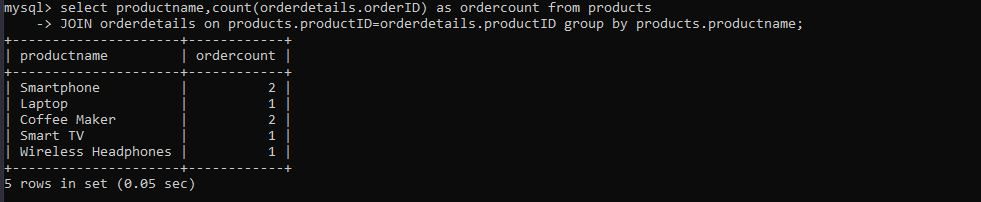 mysql> select productname,count(orderdetails.orderID) as ordercount from products
    -> JOIN orderdetails on products.productID=orderdetails.productID group by products.productname;
+---------------------+------------+
| productname         | ordercount |
+---------------------+------------+
| Smartphone          |          2 |
| Laptop              |          1 |
| Coffee Maker        |          2 |
| Smart TV            |          1 |
| Wireless Headphones |          1 |
+---------------------+------------+
5 rows in set (0.05 sec)